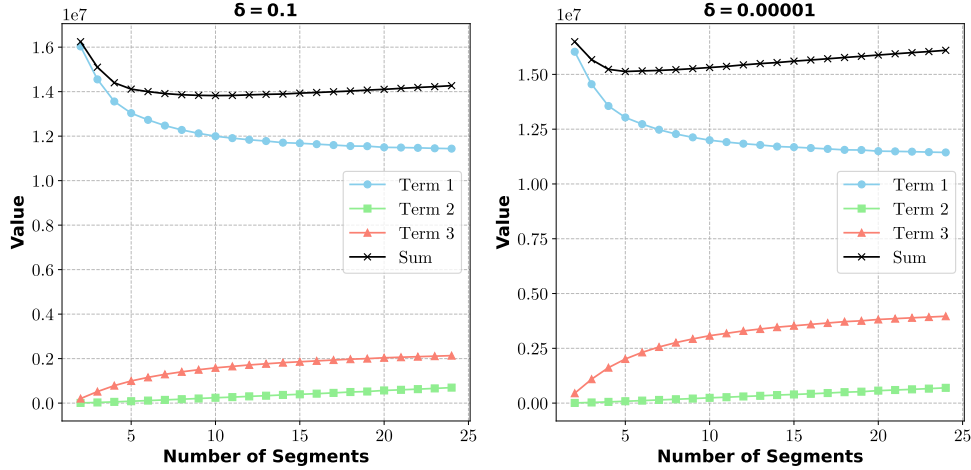 δ = 0.1
1e7
1.6
1.4
1.2
1.0
0.8
0.6
0.4
0.2
0.0
Value
Term 1
Term 2
Term 3
Sum
5
10
15
20
25
Number of Segments
δ = 0.00001
1e7
1.50
1.25
1.00
0.75
0.50
0.25
0.00
Value
Term 1
Term 2
Term 3
Sum
5
10
15
20
25
Number of Segments